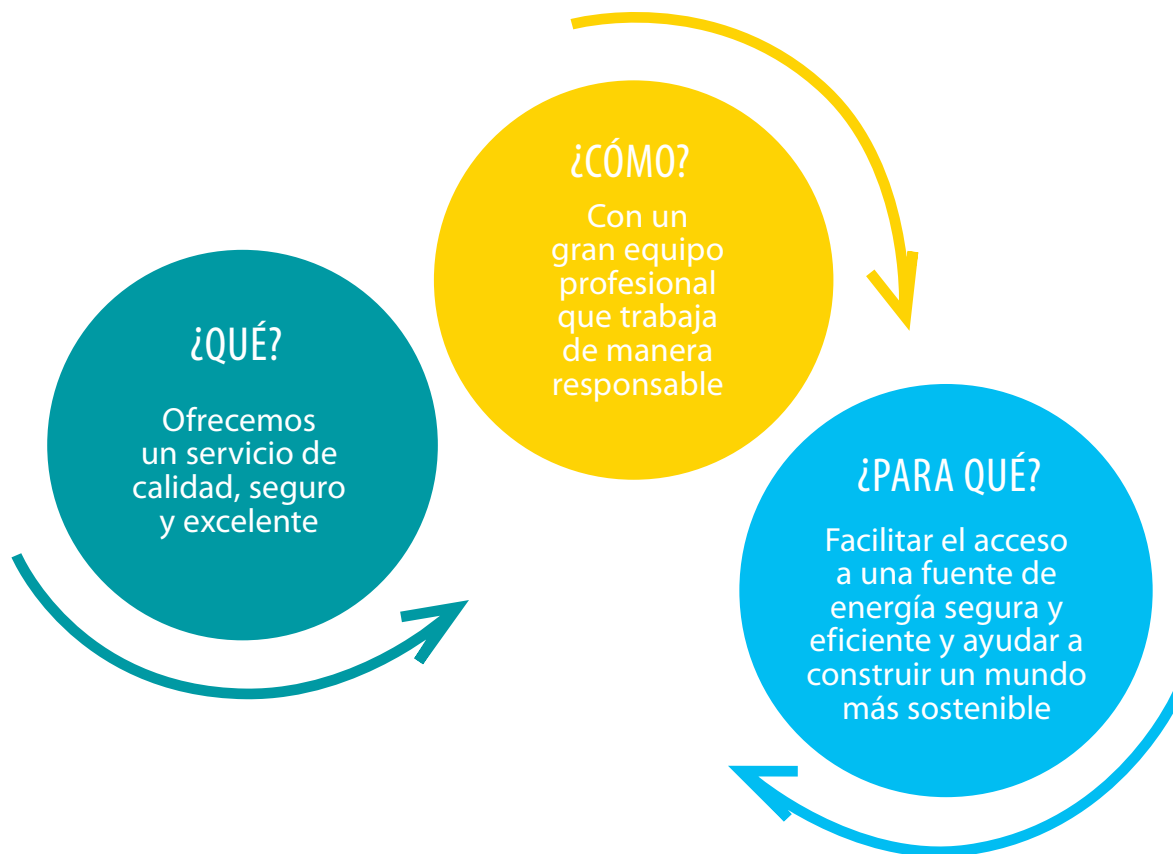 ¿QUÉ?
Ofrecemos
un servicio de
calidad, seguro
y excelente
¿CÓMO?
Con un
gran equipo
profesional
que trabaja
de manera
responsable
¿PARA QUÉ?
Facilitar el acceso
a una fuente de
energía segura y
eficiente y ayudar a
construir un mundo
más sostenible